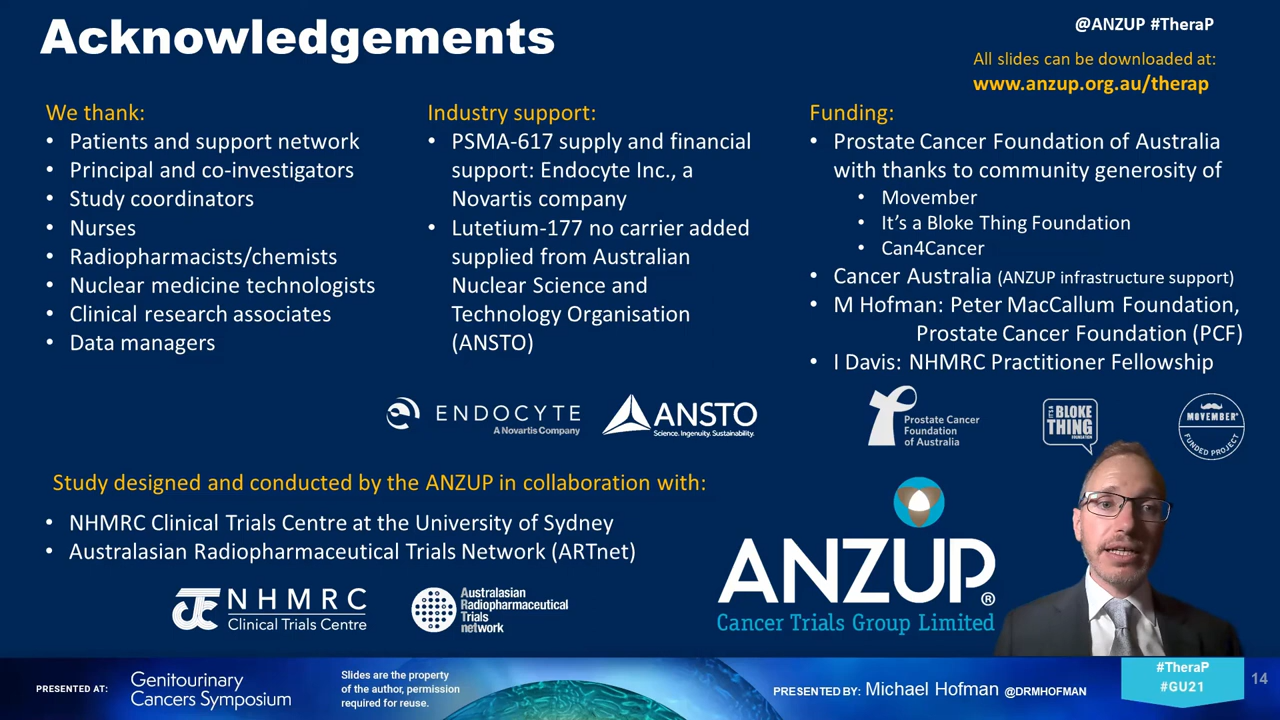 Acknowledgements
@ANZUP #TheraP
All slides can be downloaded at:
www.anzup.org.au/therap
We thank:
• Patients and support network
• Principal and co-investigators
• Study coordinators
• Nurses
• Radiopharmacists/chemists
• Nuclear medicine technologists
• Clinical research associates
• Data managers
Industry support:
• PSMA-617 supply and financial
support: Endocyte Inc., a
Novartis company
• Lutetium-177 no carrier added
supplied from Australian
Nuclear Science and
Technology Organisation
(ANSTO)
Funding:
• Prostate Cancer Foundation of Australia
with thanks to community generosity of
• Movember
• It’s a Bloke Thing Foundation
• Can4Cancer
• Cancer Australia (ANZUP infrastructure support)
• M Hofman: Peter MacCallum Foundation,
Prostate Cancer Foundation (PCF)
• I Davis: NHMRC Practitioner Fellowship
ENDOCYTE
A Novartis Company
ANSTO
Science. Ingenuity. Sustainability.
Prostate Cancer
Foundation
of Australia
IT'S A
BLOKE
THING
FOUNDATION
MOVEMBER
FUNDED PROJECT
Study designed and conducted by the ANZUP in collaboration with:
• NHMRC Clinical Trials Centre at the University of Sydney
• Australasian Radiopharmaceutical Trials Network (ARTnet)
NHMRC
Clinical Trials Centre
Australasian
Radiopharmaceutical
Trials
network
ANZUP®
Cancer Trials Group Limited
PRESENTED AT:
Genitourinary
Cancers Symposium
Slides are the property
of the author, permission
required for reuse.
PRESENTED BY: Michael Hofman @DRMHOFMAN
#TheraP
#GU21
14